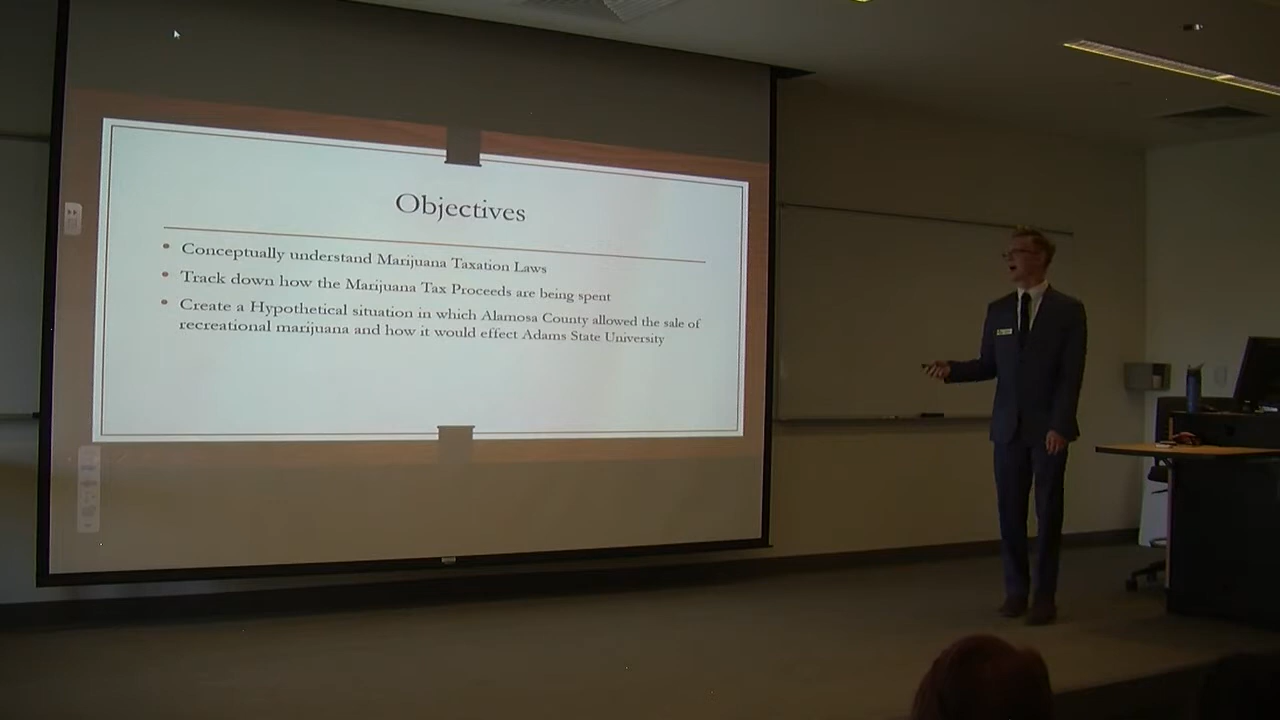 Objectives
Conceptually understand Marijuana Taxation Laws
Track down how the Marijuana Tax Proceeds are being spent
Create a Hypothetical situation in which Alamosa County allowed the sale of
recreational marijuana and how it would effect Adams State University